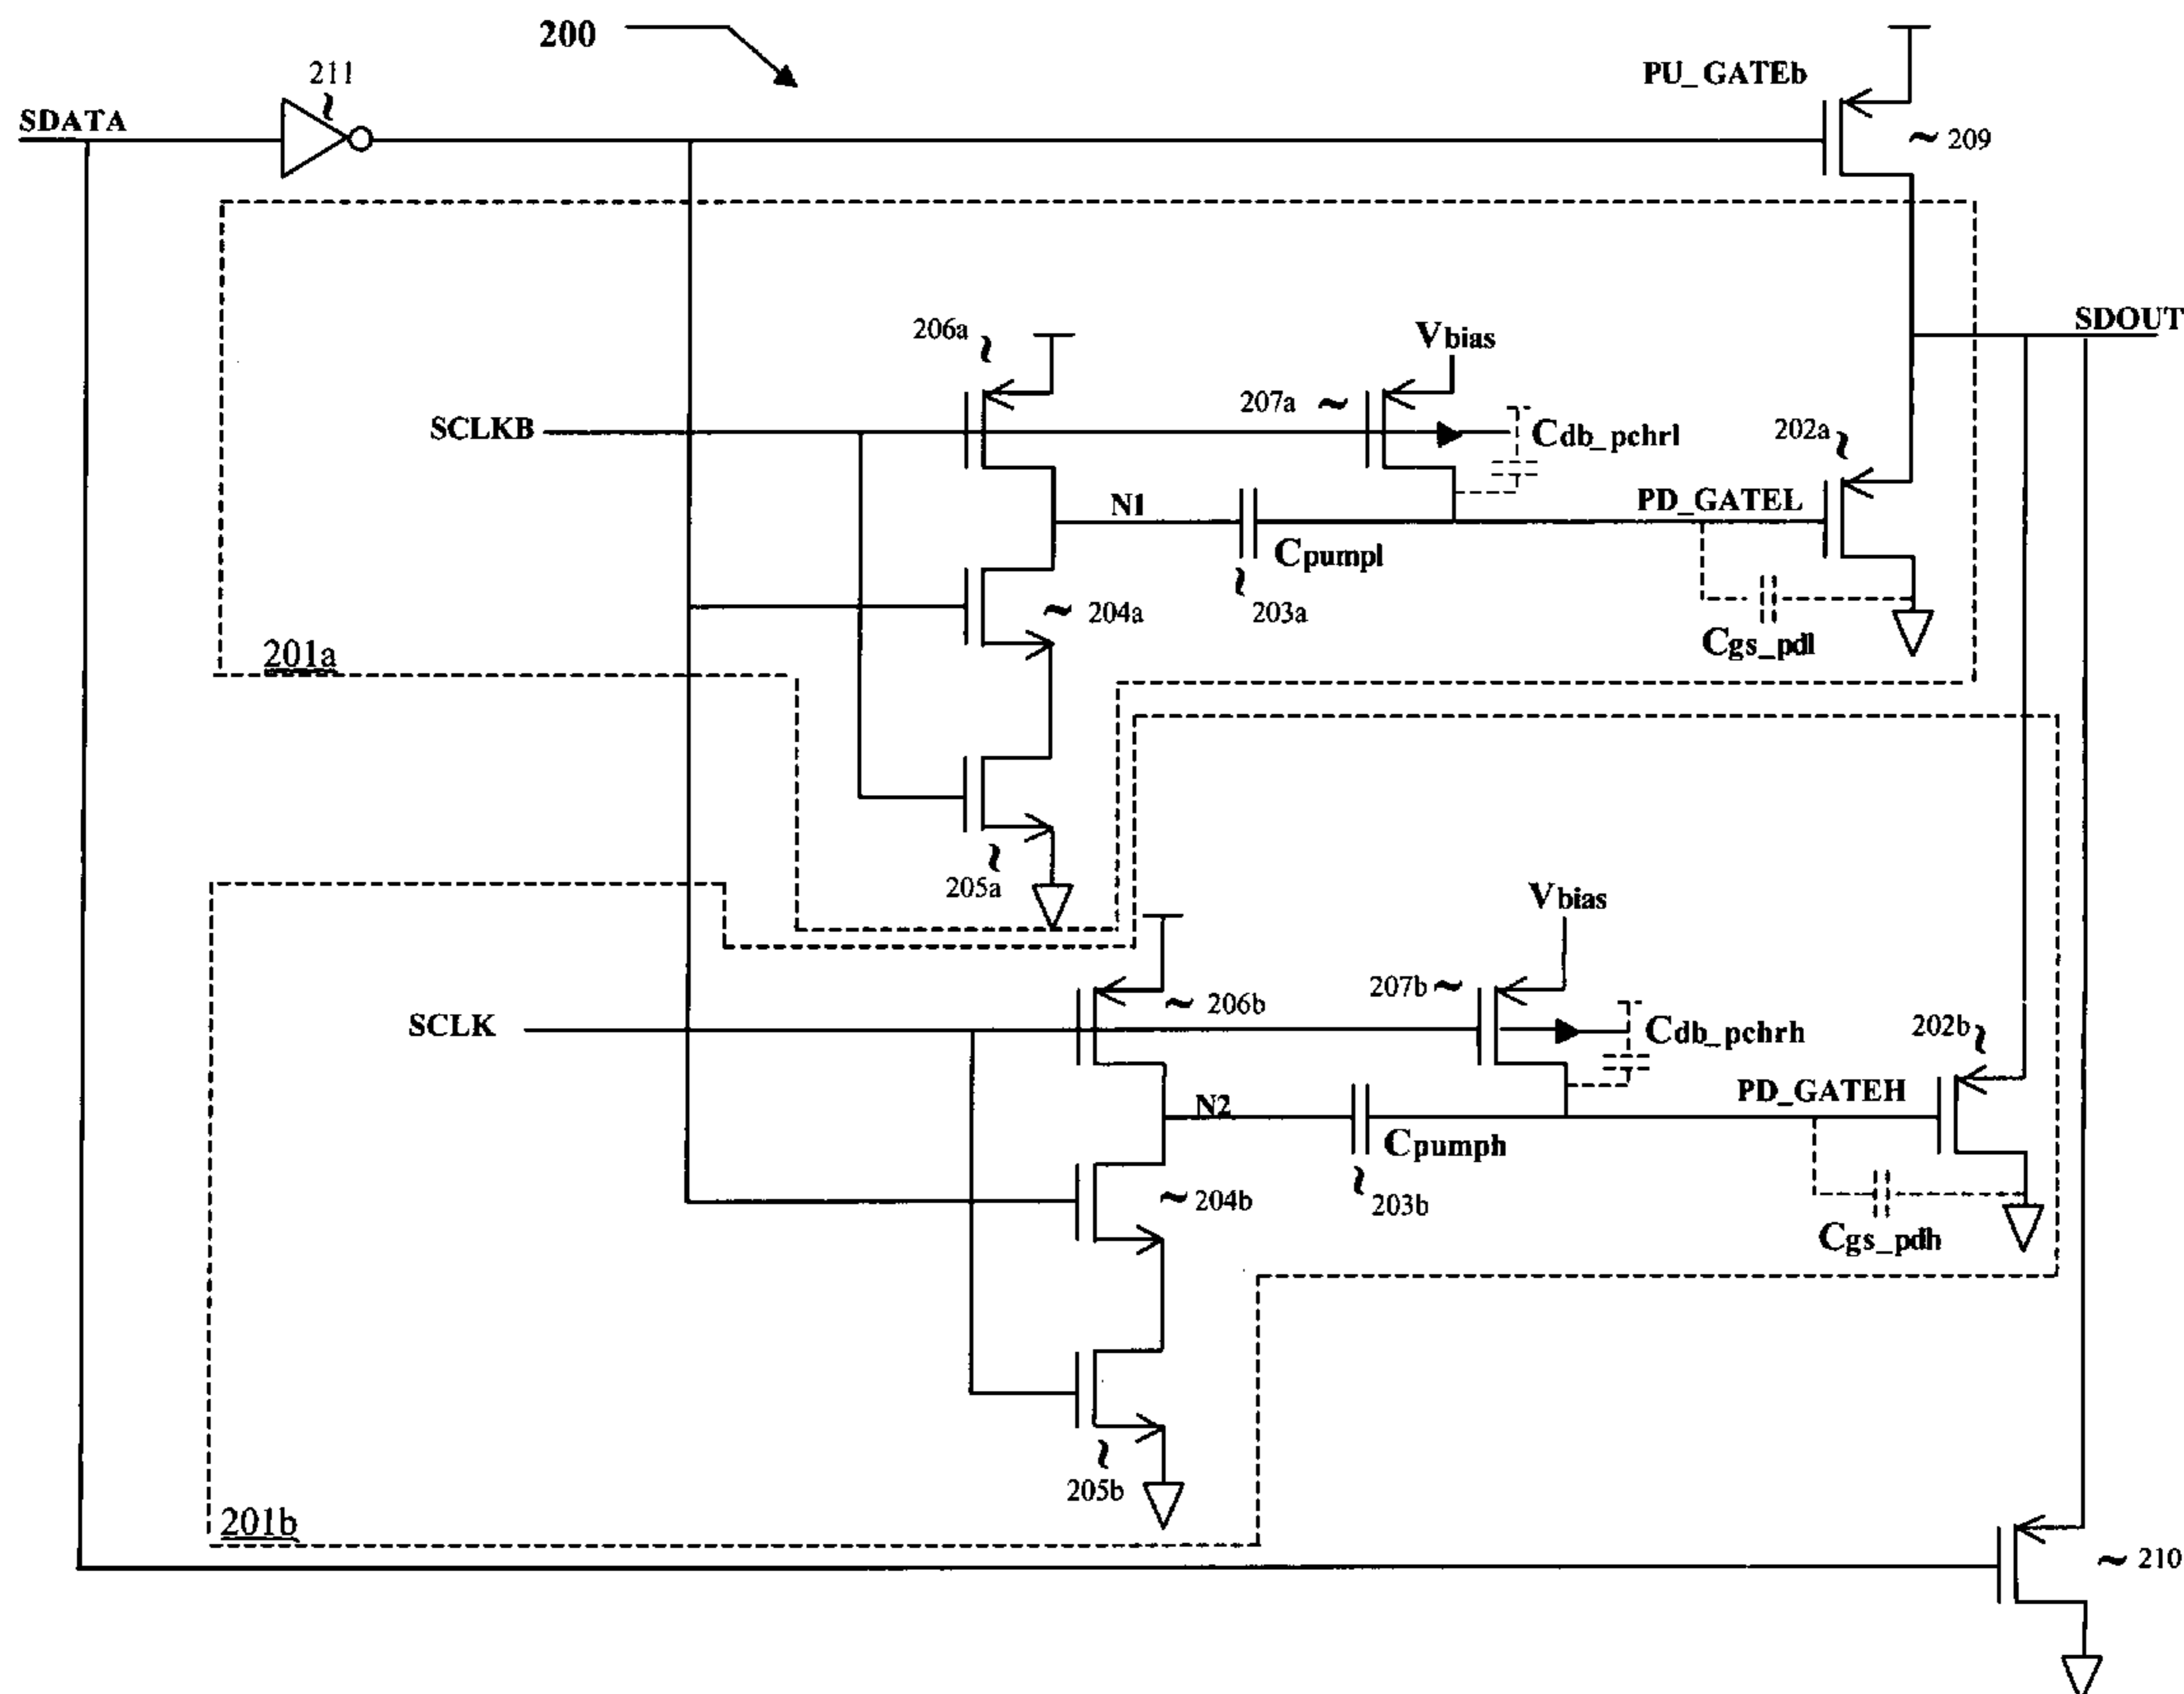 200
211
SDATA
PU_GATEb
209
206a
Vbias
SDOUT
207a
SCLKB
Cdb_pchrl
202a
N1
PD_GATEL
Cpumpl
203a
204a
Cgs_pdl
201a
205a
Vbias
206b
207b
SCLK
Cdb_pchrh
202b
N2
PD_GATEH
Cpumph
203b
204b
Cgs_pdh
205b
201b
210